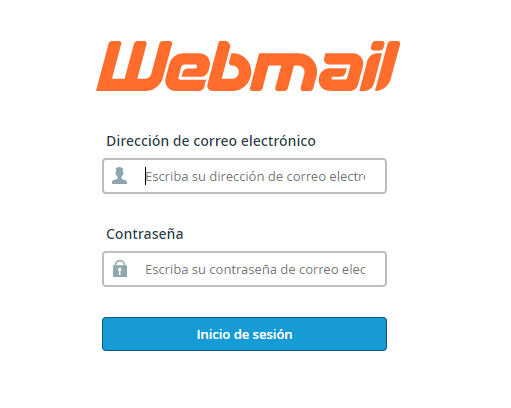 Webmail
Dirección de correo electrónico
Escriba su dirección de correo electr
Contraseña
Escriba su contraseña de correo elec
Inicio de sesión